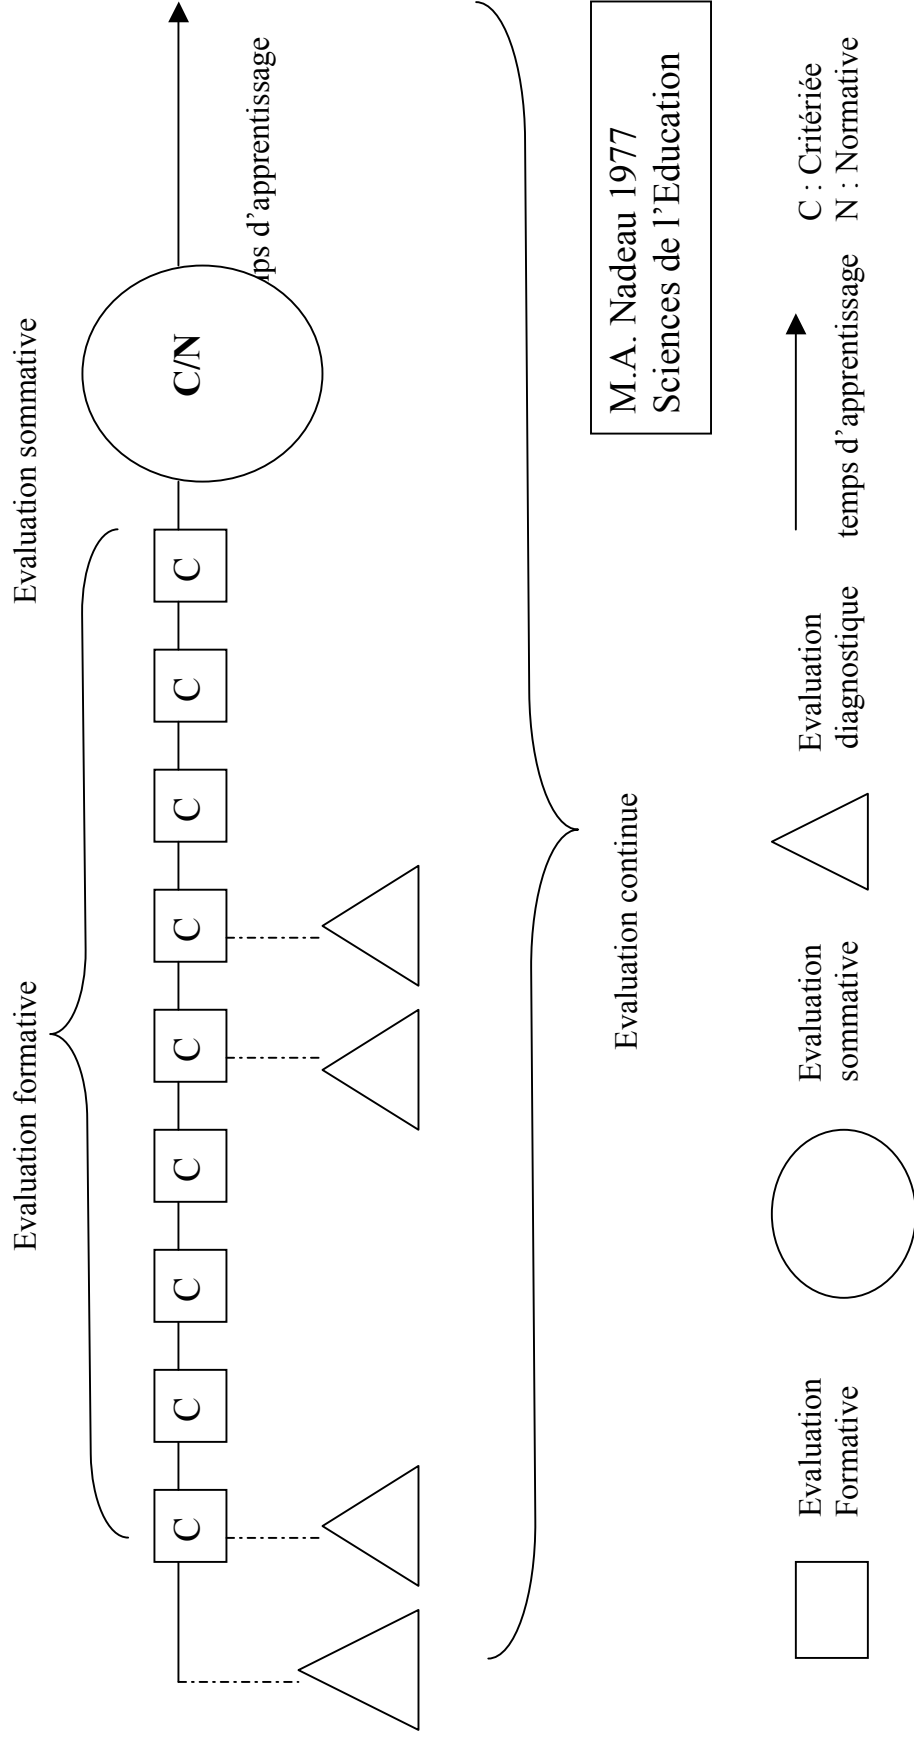 Evaluation formative
Evaluation sommative
C C C C C C C C C C/N
d'apprentissage
Evaluation continue
M.A. Nadeau 1977
Sciences de l'Education
Evaluation
Formative
Evaluation
sommative
Evaluation
diagnostique
temps d'apprentissage
C : Critériée
N : Normative